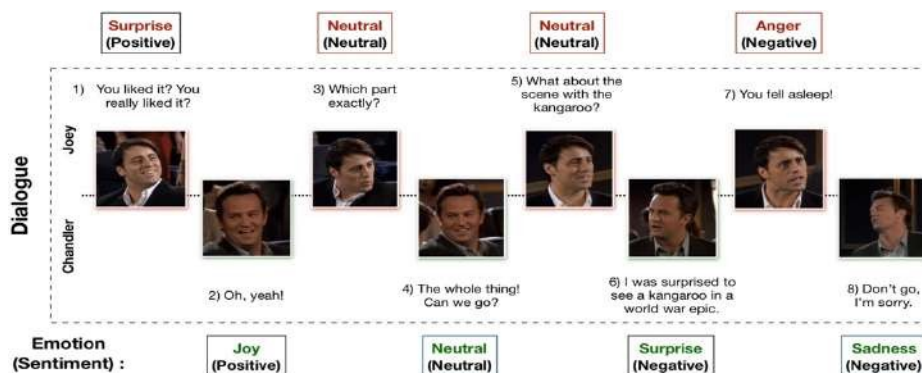 Surprise
(Positive)
Neutral
(Neutral)
Neutral
(Neutral)
Anger
(Negative)
Dialogue
Joey
Chandler
1) You liked it? You
really liked it?
2) Oh, yeah!
3) Which part
exactly?
4) The whole thing!
Can we go?
5) What about the
scene with the
kangaroo?
6) I was surprised to
see a kangaroo in a
world war epic.
7) You fell asleep!
8) Don't go,
I'm sorry.
Emotion
(Sentiment) :
Joy
(Positive)
Neutral
(Neutral)
Surprise
(Negative)
Sadness
(Negative)